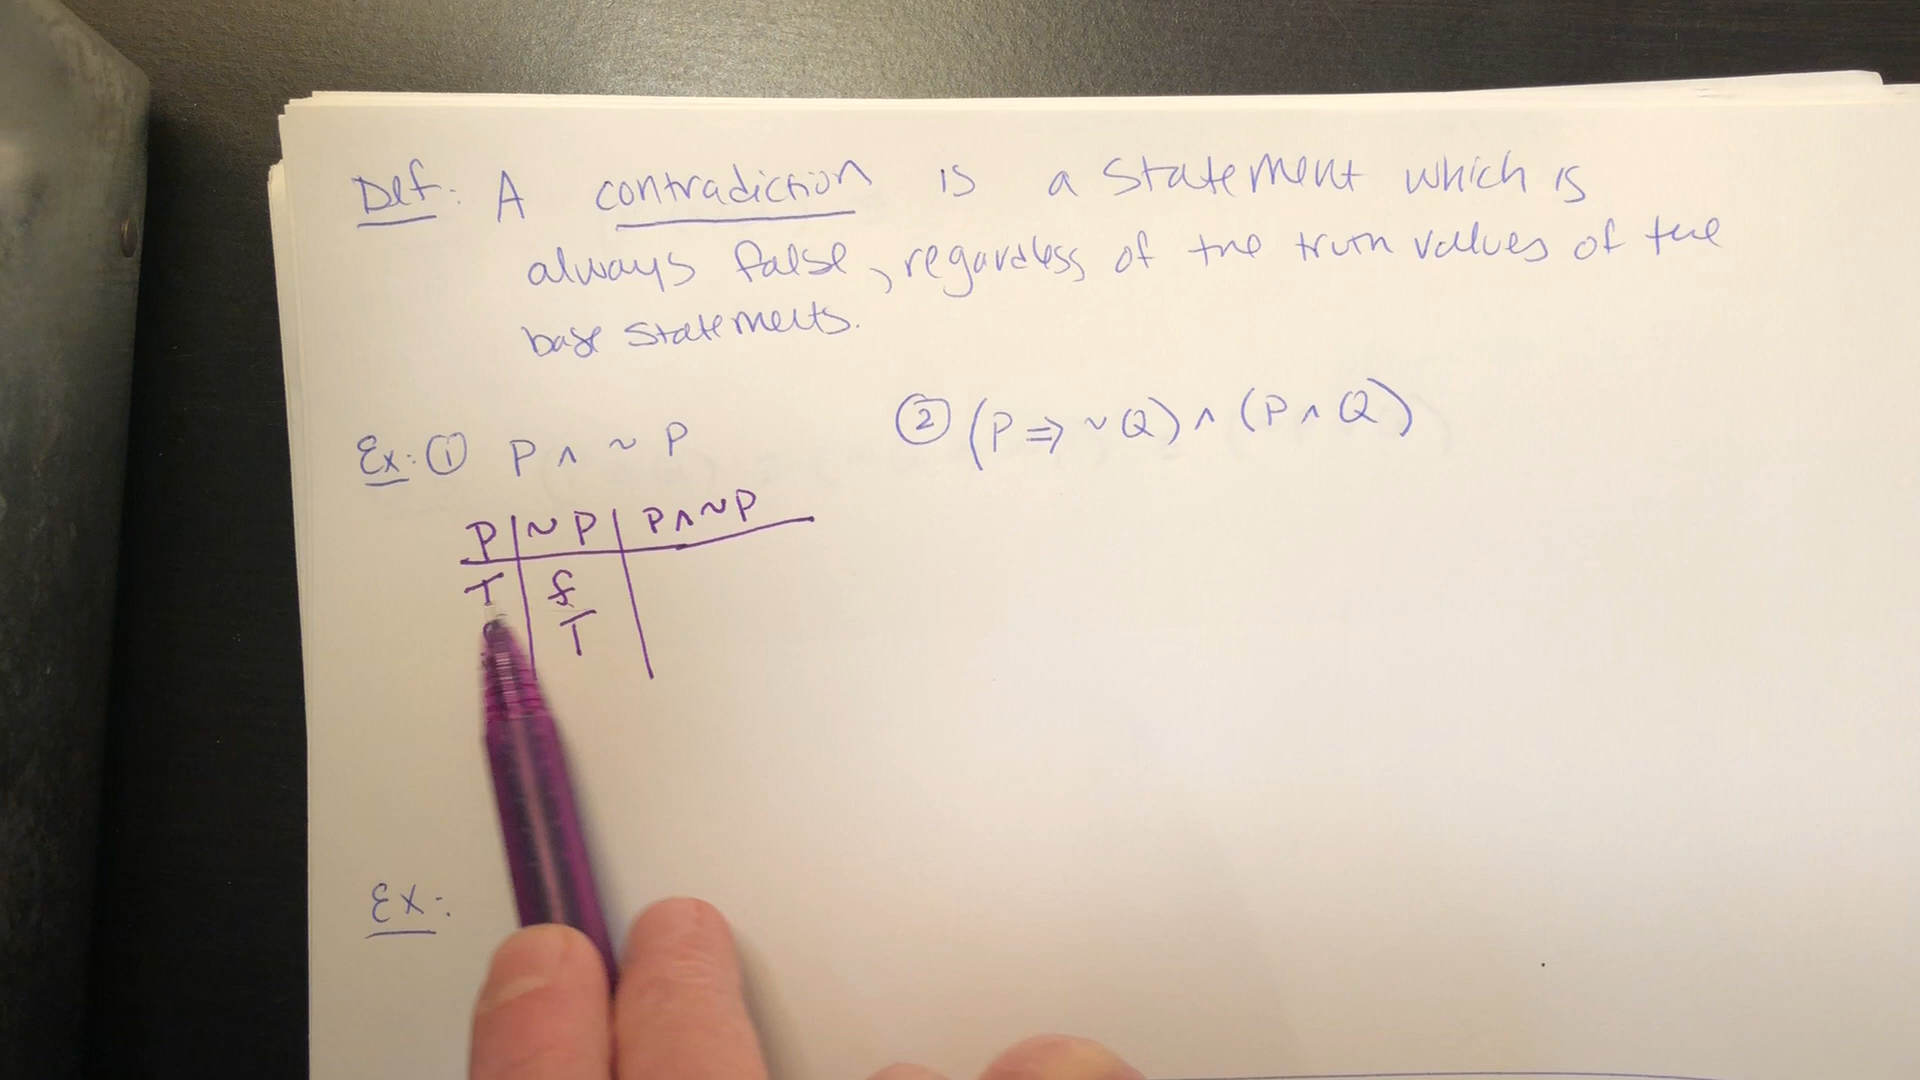 Def: A contradiction is a statement which is
always false, regardless of the truth values of the
base statements.
Ex: ① P ∧ ~ P
② (P ⇒ ~Q) ∧ (P ∧ Q)
P | ~P | P∧~P
T | F |
T
Ex: